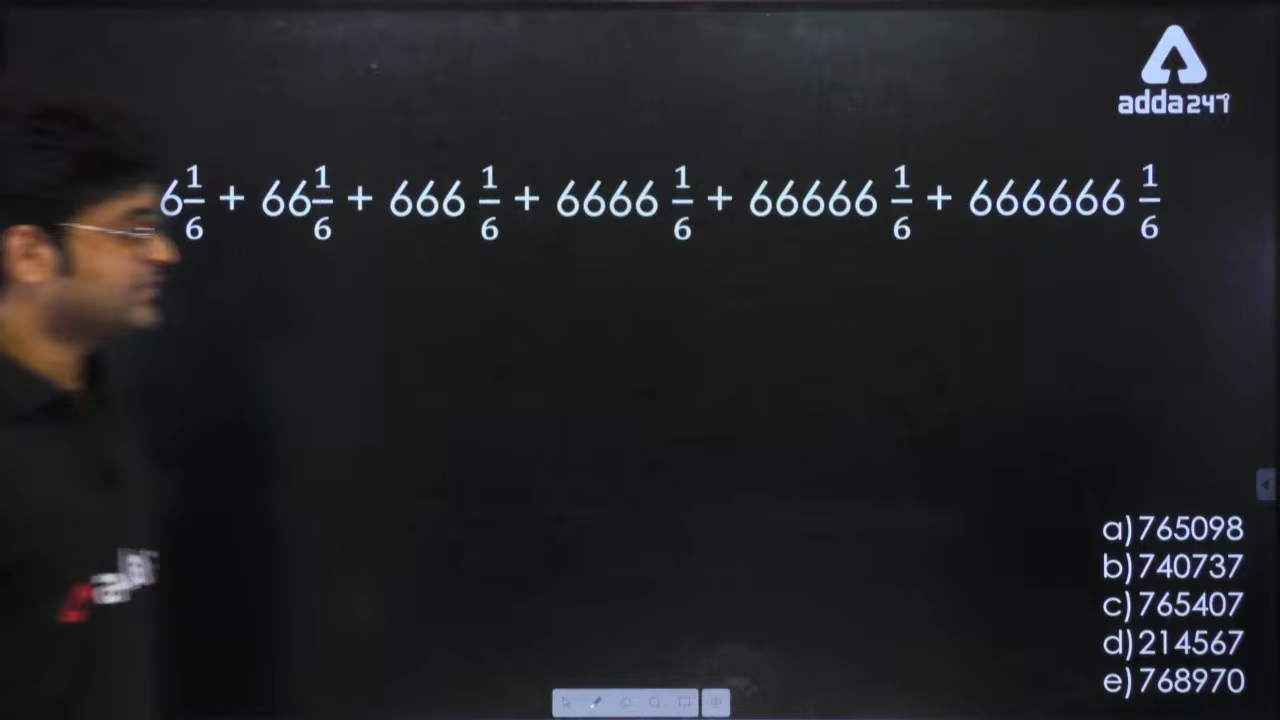 adda247
6 1/6 + 66 1/6 + 666 1/6 + 6666 1/6 + 66666 1/6 + 666666 1/6
a) 765098
b) 740737
c) 765407
d) 214567
e) 768970